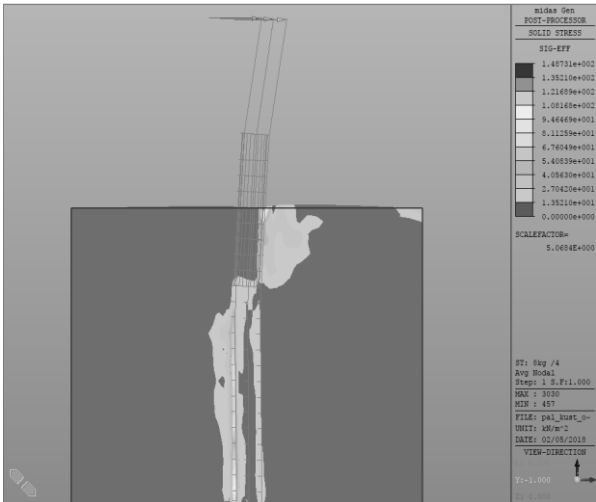 midas Gen
POST-PROCESSOR
SOLID STRESS
SIG-EFF
1.48731e+002
1.35210e+002
1.21689e+002
1.08168e+002
9.46469e+001
8.11259e+001
6.76049e+001
5.40839e+001
4.05630e+001
2.70420e+001
1.35210e+001
0.00000e+000
SCALEFACTOR=
5.0684E+000
ST: 8kg /4
Avg Nodal
Step: 1 S.F:1.000
MAX : 3030
MIN : 457
FILE: pal_kust_o~
UNIT: kN/m^2
DATE: 02/05/2018
VIEW-DIRECTION
Y:-1.000